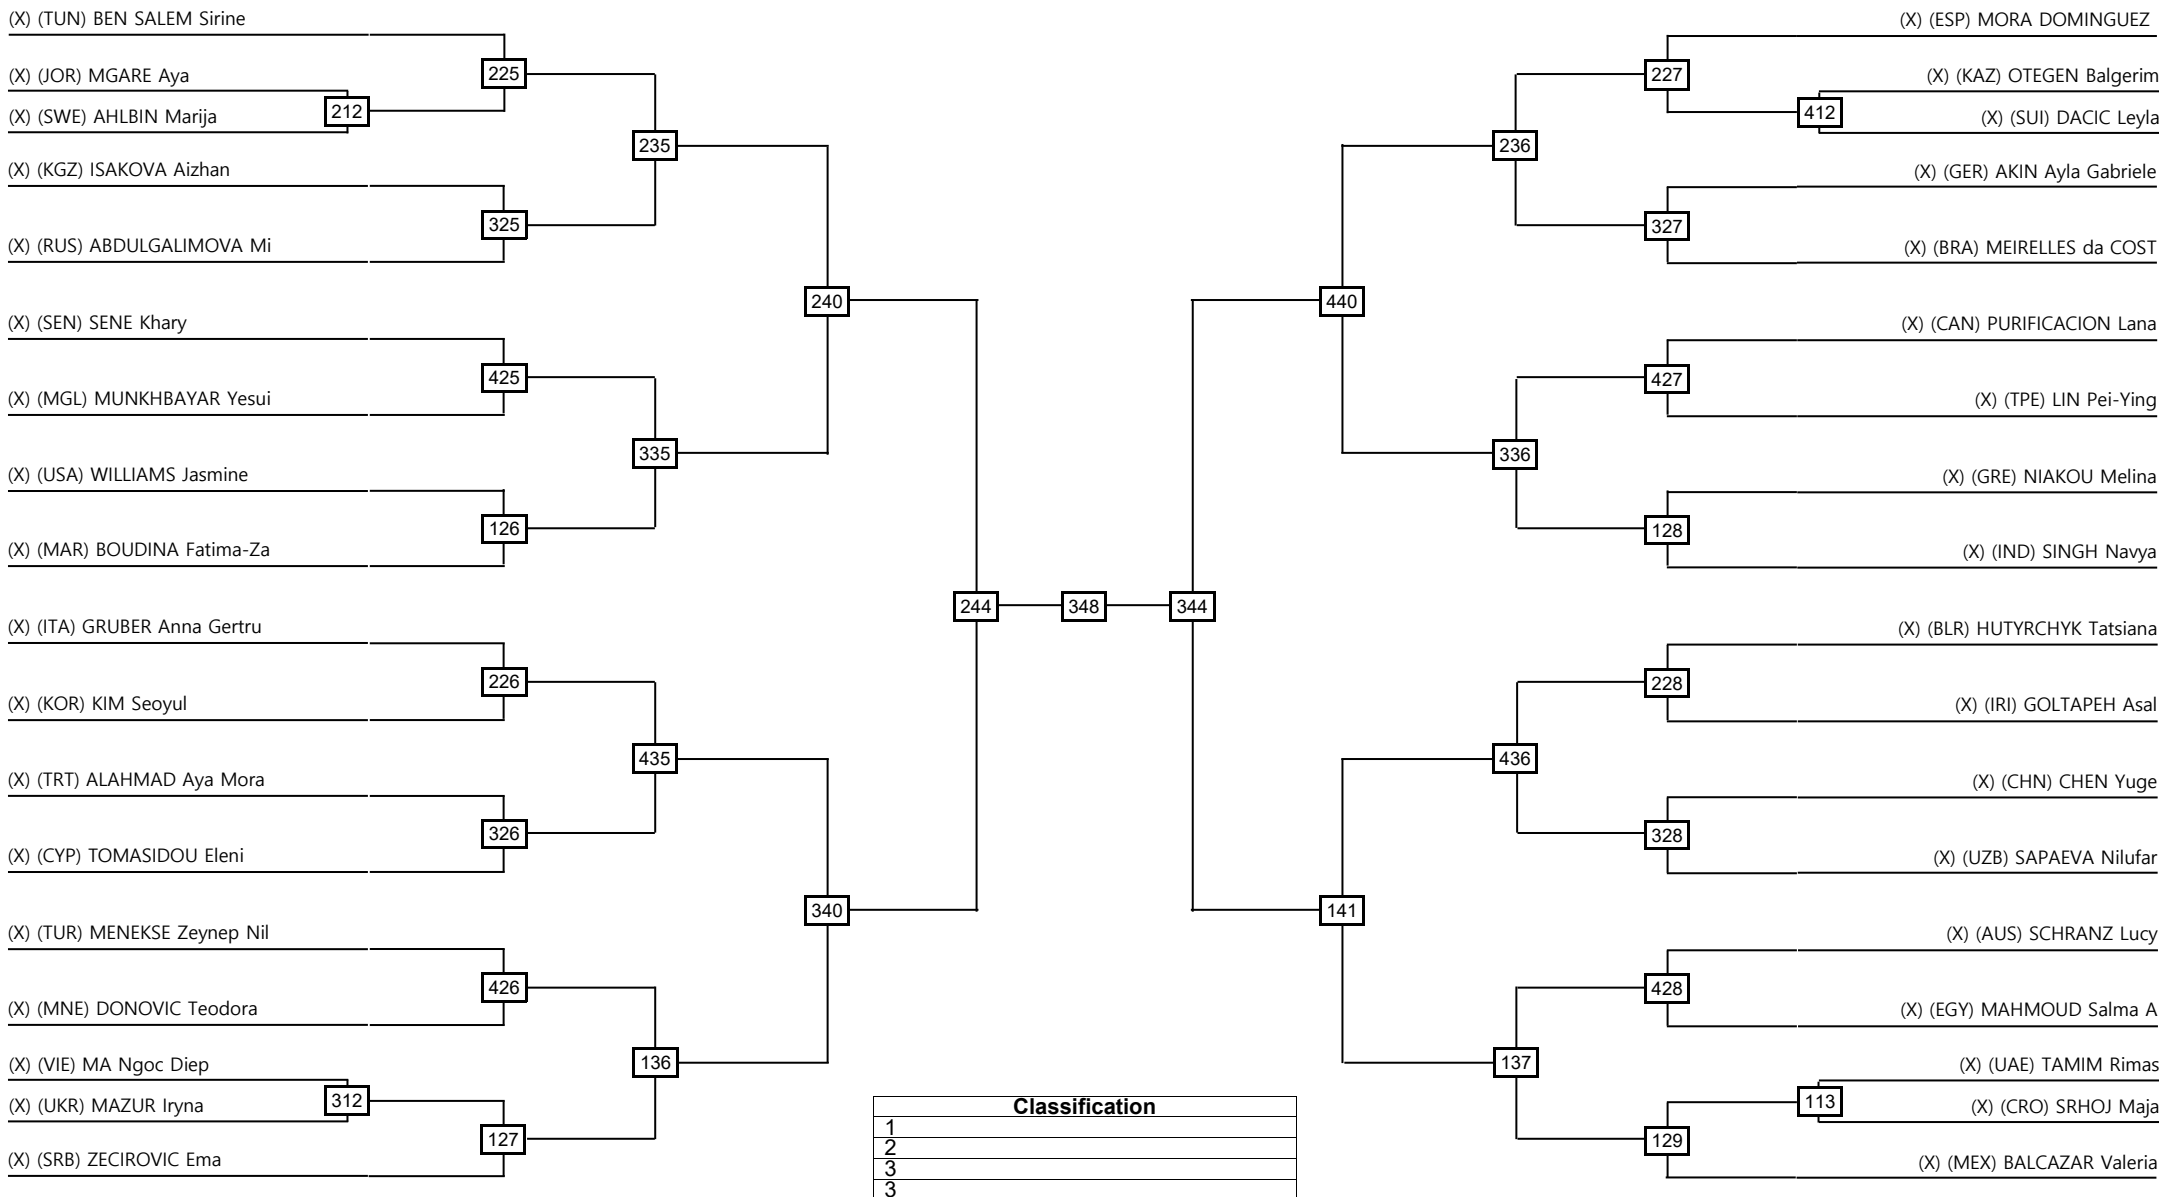 (X) (TUN) BEN SALEM Sirine
(X) (JOR) MGARE Aya
(X) (SWE) AHLBIN Marija
(X) (KGZ) ISAKOVA Aizhan
(X) (RUS) ABDULGALIMOVA Mi
(X) (SEN) SENE Khary
(X) (MGL) MUNKHBAYAR Yesui
(X) (USA) WILLIAMS Jasmine
(X) (MAR) BOUDINA Fatima-Za
(X) (ITA) GRUBER Anna Gertru
(X) (KOR) KIM Seoyul
(X) (TRT) ALAHMAD Aya Mora
(X) (CYP) TOMASIDOU Eleni
(X) (TUR) MENEKSE Zeynep Nil
(X) (MNE) DONOVIC Teodora
(X) (VIE) MA Ngoc Diep
(X) (UKR) MAZUR Iryna
(X) (SRB) ZECIROVIC Ema
212
312
225
325
425
126
226
326
426
127
235
335
435
136
240
340
244
348
344
440
141
236
336
436
137
227
327
427
128
228
328
428
129
412
113
(X) (ESP) MORA DOMINGUEZ
(X) (KAZ) OTEGEN Balgerim
(X) (SUI) DACIC Leyla
(X) (GER) AKIN Ayla Gabriele
(X) (BRA) MEIRELLES da COST
(X) (CAN) PURIFICACION Lana
(X) (TPE) LIN Pei-Ying
(X) (GRE) NIAKOU Melina
(X) (IND) SINGH Navya
(X) (BLR) HUTYRCHYK Tatsiana
(X) (IRI) GOLTAPEH Asal
(X) (CHN) CHEN Yuge
(X) (UZB) SAPAEVA Nilufar
(X) (AUS) SCHRANZ Lucy
(X) (EGY) MAHMOUD Salma A
(X) (UAE) TAMIM Rimas
(X) (CRO) SRHOJ Maja
(X) (MEX) BALCAZAR Valeria
Classification
1
2
3
3